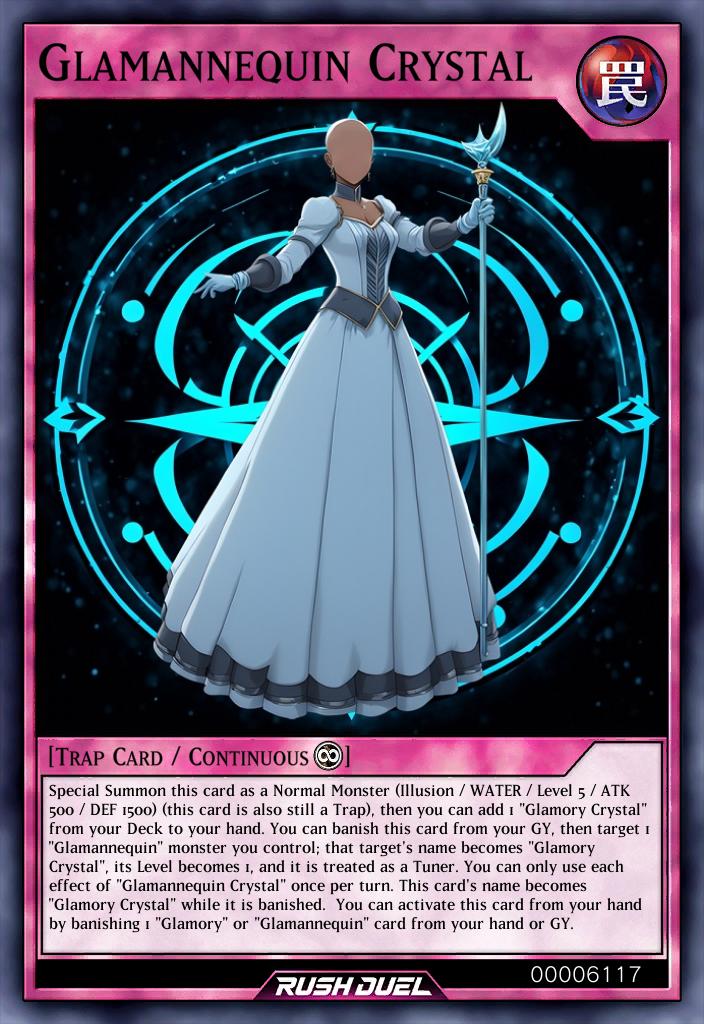 Glamannequin Crystal
罠
[Trap Card / Continuous ∞]
Special Summon this card as a Normal Monster (Illusion / WATER / Level 5 / ATK
500 / DEF 1500) (this card is also still a Trap), then you can add 1 "Glamory Crystal"
from your Deck to your hand. You can banish this card from your GY, then target 1
"Glamannequin" monster you control; that target's name becomes "Glamory
Crystal", its Level becomes 1, and it is treated as a Tuner. You can only use each
effect of "Glamannequin Crystal" once per turn. This card's name becomes
"Glamory Crystal" while it is banished.  You can activate this card from your hand
by banishing 1 "Glamory" or "Glamannequin" card from your hand or GY.
00006117
RUSH DUEL